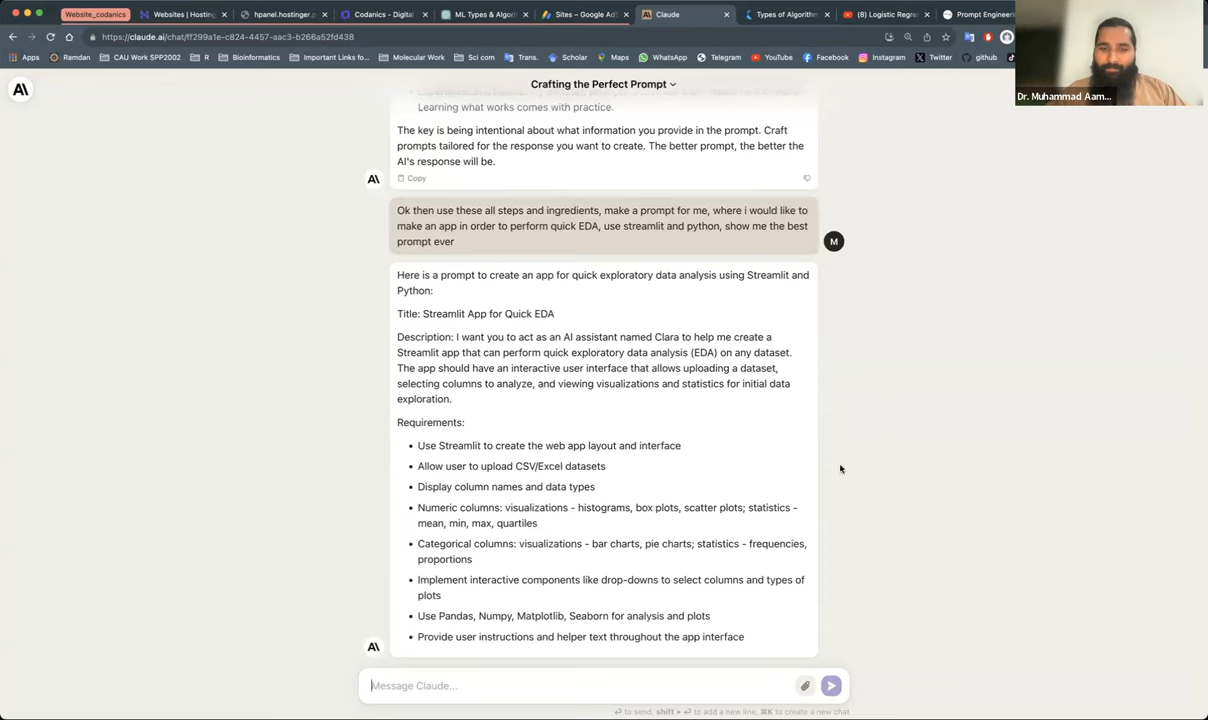 Website_codanics
Websites | Hosting
hpanel.hostinger.p
Codanics - Digital
ML Types & Algori
Sites – Google Ad
Claude
Types of Algorithm
(8) Logistic Regre
Prompt Engineeri
https://claude.ai/chat/ff299a1e-c824-4457-aac3-b266a52fd438
Apps
Ramdan
CAU Work SPP2002
R
Bioinformatics
Important Links fo...
Molecular Work
Sci com
Trans.
Scholar
Maps
WhatsApp
Telegram
YouTube
Facebook
Instagram
Twitter
github
Dr. Muhammad Aam...
Crafting the Perfect Prompt
Learning what works comes with practice.
The key is being intentional about what information you provide in the prompt. Craft
prompts tailored for the response you want to create. The better prompt, the better the
AI's response will be.
Copy
Ok then use these all steps and ingredients, make a prompt for me, where i would like to
make an app in order to perform quick EDA, use streamlit and python, show me the best
prompt ever
M
Here is a prompt to create an app for quick exploratory data analysis using Streamlit and
Python:
Title: Streamlit App for Quick EDA
Description: I want you to act as an AI assistant named Clara to help me create a
Streamlit app that can perform quick exploratory data analysis (EDA) on any dataset.
The app should have an interactive user interface that allows uploading a dataset,
selecting columns to analyze, and viewing visualizations and statistics for initial data
exploration.
Requirements:
• Use Streamlit to create the web app layout and interface
• Allow user to upload CSV/Excel datasets
• Display column names and data types
• Numeric columns: visualizations - histograms, box plots, scatter plots; statistics -
mean, min, max, quartiles
• Categorical columns: visualizations - bar charts, pie charts; statistics - frequencies,
proportions
• Implement interactive components like drop-downs to select columns and types of
plots
• Use Pandas, Numpy, Matplotlib, Seaborn for analysis and plots
• Provide user instructions and helper text throughout the app interface
Message Claude...
⏎ to send, shift + ⏎ to add a new line, ⌘K to create a new chat